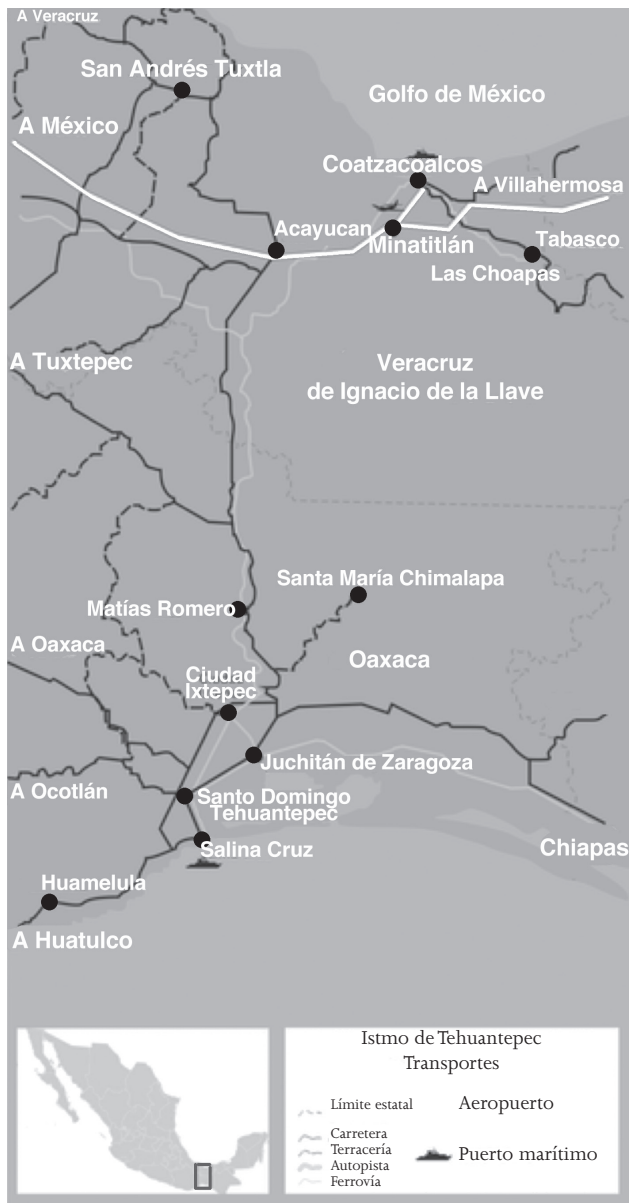 A Veracruz
San Andrés Tuxtla
Golfo de México
A México
Coatzacoalcos
A Villahermosa
Acayucan
Minatitlán
Tabasco
Las Choapas
A Tuxtepec
Veracruz
de Ignacio de la Llave
Santa María Chimalapa
Matías Romero
A Oaxaca
Oaxaca
Ciudad
Ixtepec
Juchitán de Zaragoza
A Ocotlán
Santo Domingo
Tehuantepec
Salina Cruz
Chiapas
Huamelula
A Huatulco
Istmo de Tehuantepec
Transportes
Límite estatal
Aeropuerto
Carretera
Terracería
Autopista
Ferrovía
Puerto marítimo